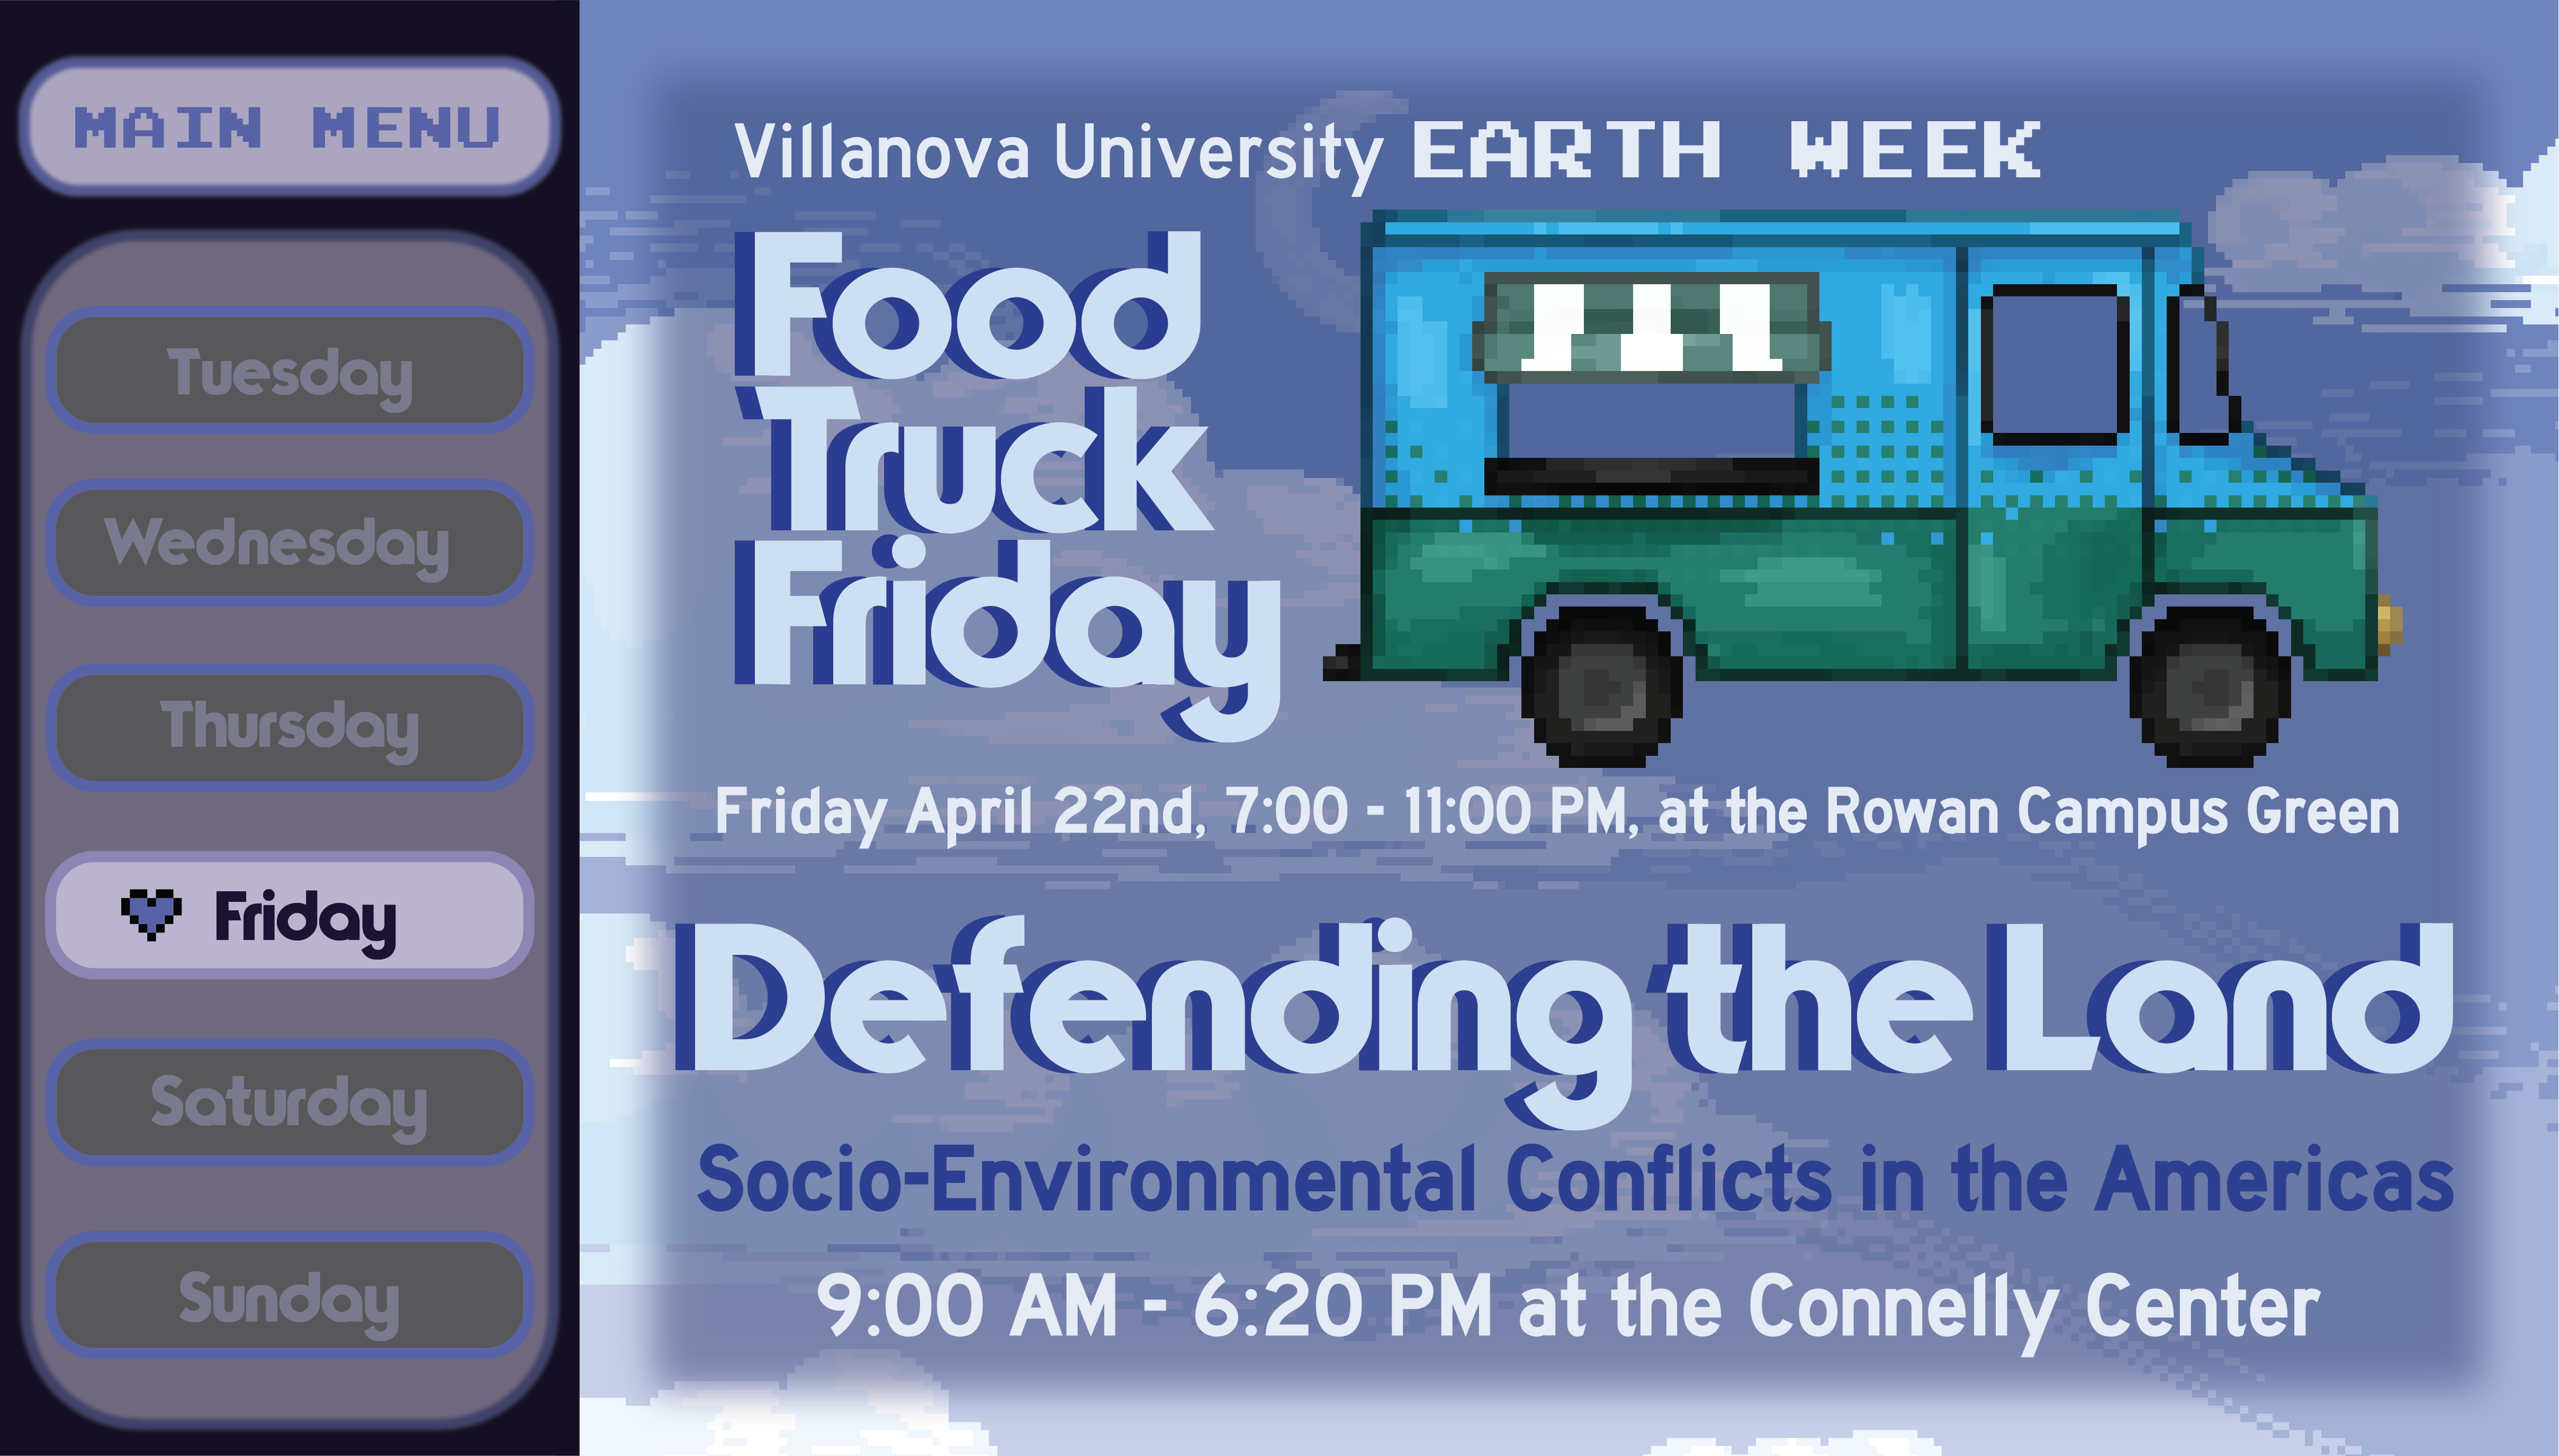 MAIN MENU
Tuesday
Wednesday
Thursday
Friday
Saturday
Sunday
Villanova University EARTH WEEK
Food
Truck
Friday
Friday April 22nd, 7:00 - 11:00 PM, at the Rowan Campus Green
Defending the Land
Socio-Environmental Conflicts in the Americas
9:00 AM - 6:20 PM at the Connelly Center